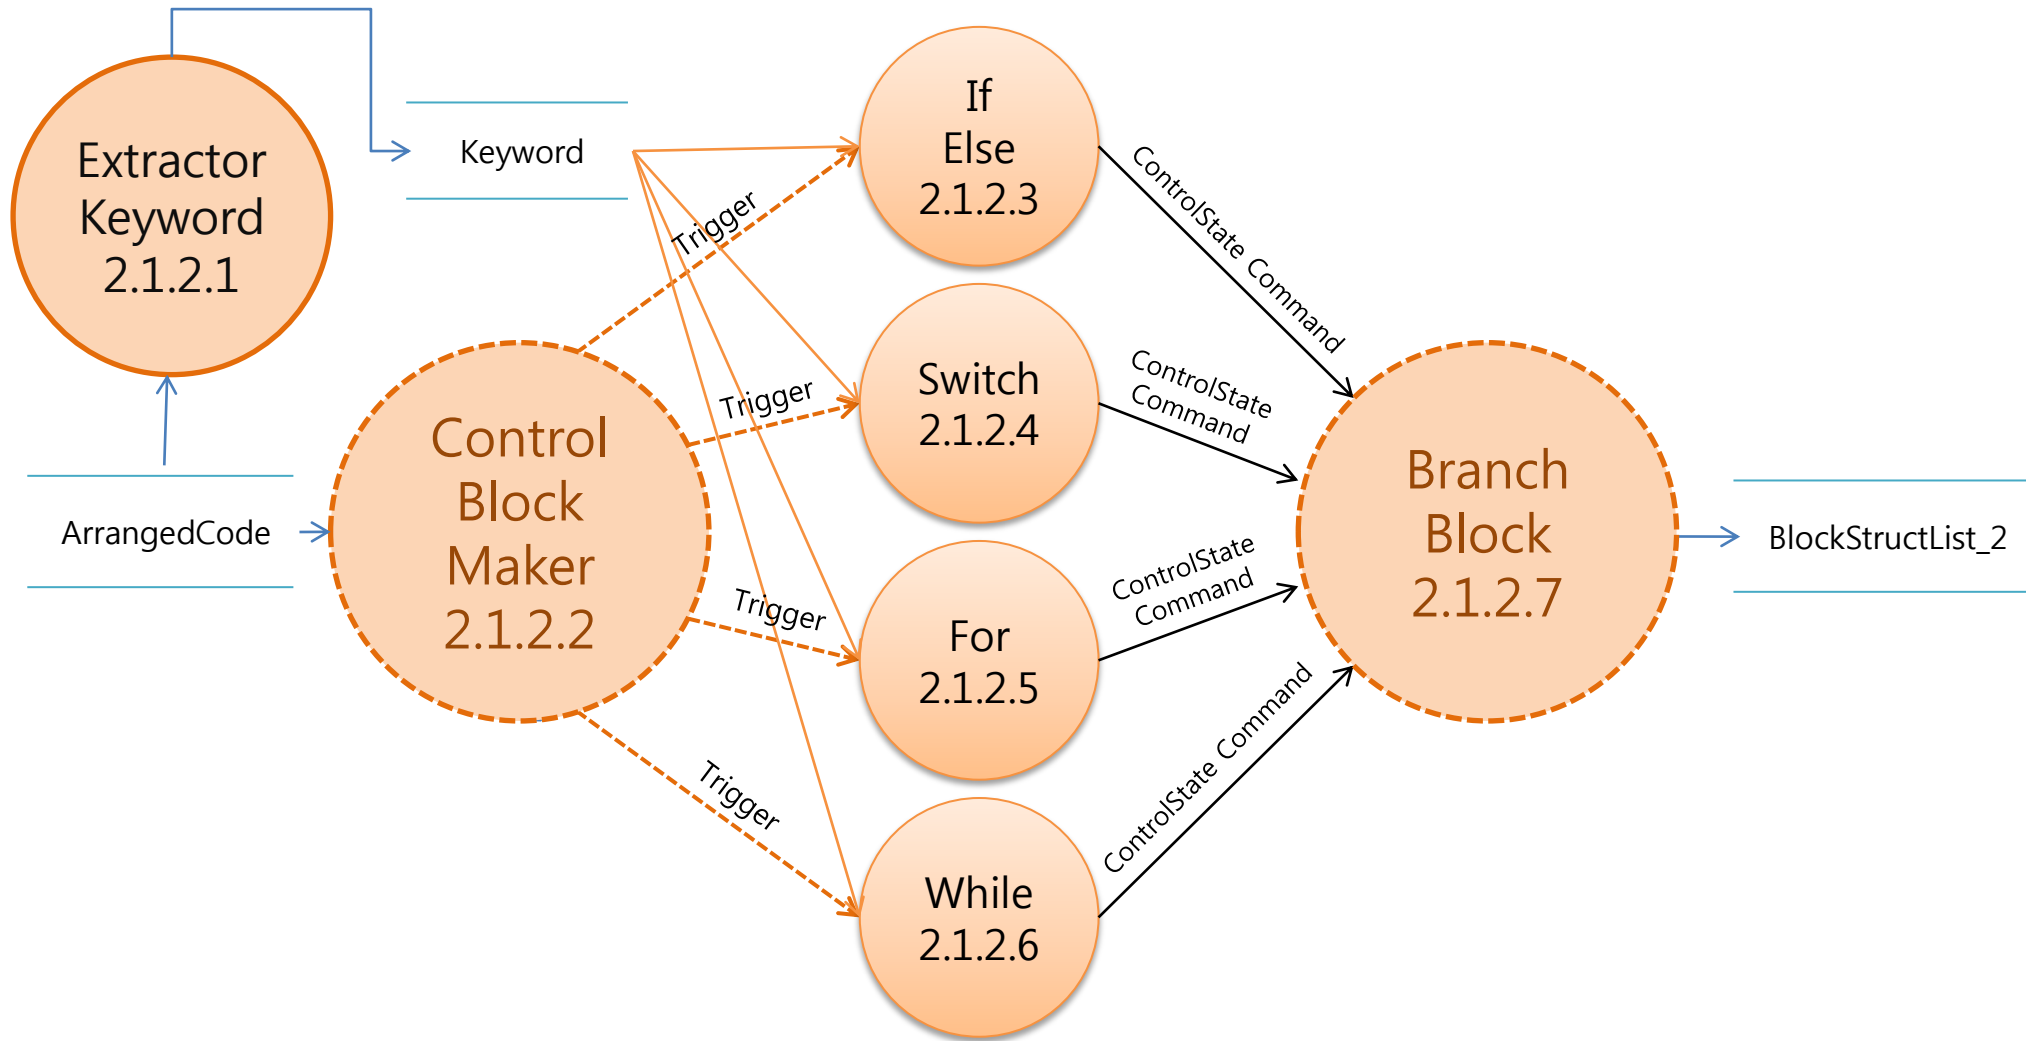 Extractor
Keyword
2.1.2.1
Keyword
ArrangedCode
Control
Block
Maker
2.1.2.2
Trigger
Trigger
Trigger
Trigger
If
Else
2.1.2.3
Switch
2.1.2.4
For
2.1.2.5
While
2.1.2.6
ControlState Command
ControlState
Command
ControlState
Command
ControlState Command
Branch
Block
2.1.2.7
BlockStructList_2